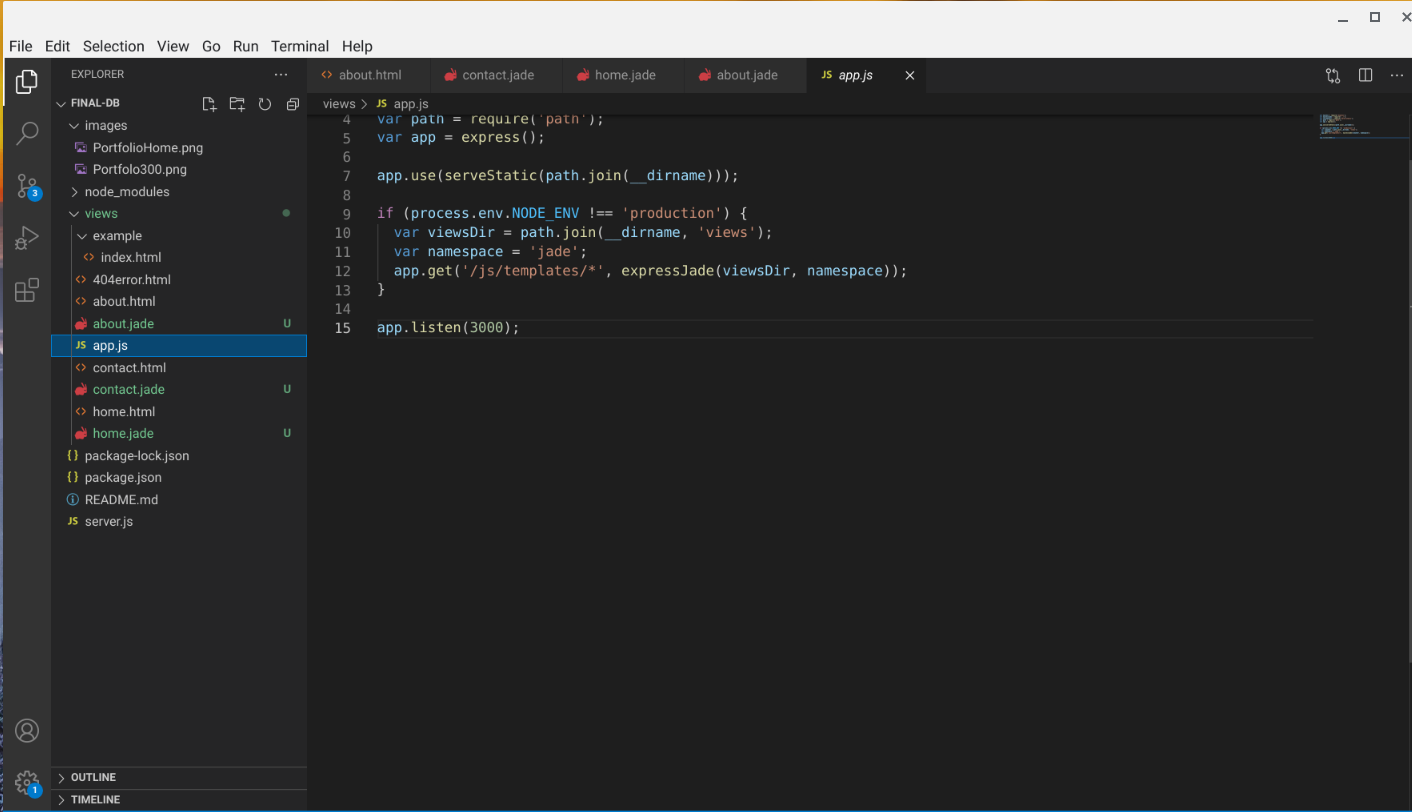 File Edit Selection View Go Run Terminal Help
EXPLORER
FINAL-DB
images
PortfolioHome.png
Portfolo300.png
node_modules
views
example
index.html
404error.html
about.html
about.jade U
JS app.js
contact.html
contact.jade U
home.html
home.jade U
{} package-lock.json
{} package.json
README.md
JS server.js
OUTLINE
TIMELINE
3
1
about.html contact.jade home.jade about.jade JS app.js
views > JS app.js
4 var path = require('path');
5 var app = express();
6
7 app.use(serveStatic(path.join(__dirname)));
8
9 if (process.env.NODE_ENV !== 'production') {
10 var viewsDir = path.join(__dirname, 'views');
11 var namespace = 'jade';
12 app.get('/js/templates/*', expressJade(viewsDir, namespace));
13 }
14
15 app.listen(3000);